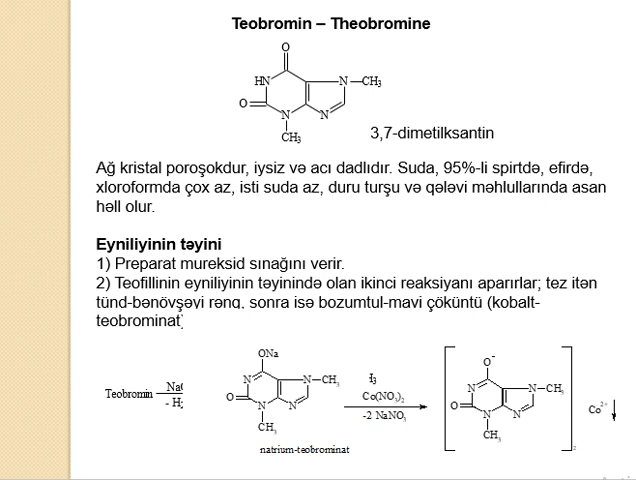 Teobromin – Theobromine
O
HN
N
CH₃
O
N
N
CH₃
3,7-dimetilksantin
Ağ kristal poroşokdur, iysiz və acı dadlıdır. Suda, 95%-li spirtdə, efirdə,
xloroformda çox az, isti suda az, duru turşu və qələvi məhlullarında asan
həll olur.
Eyniliyinin təyini
1) Preparat mureksid sınağını verir.
2) Teofillinin eyniliyinin təyinində olan ikinci reaksiyanı aparırlar; tez itən
tünd-bənövşəyi rəng, sonra isə bozumtul-mavi çöküntü (kobalt-
teobrominat)
Teobromin
- H₂
ONa
N
N
CH₃
O
N
N
CH₃
natrium-teobrominat
Co(NO₃)₂
-2 NaNO₃
O⁻
N
N
CH₃
O
N
N
CH₃
2
Co²⁺ ↓